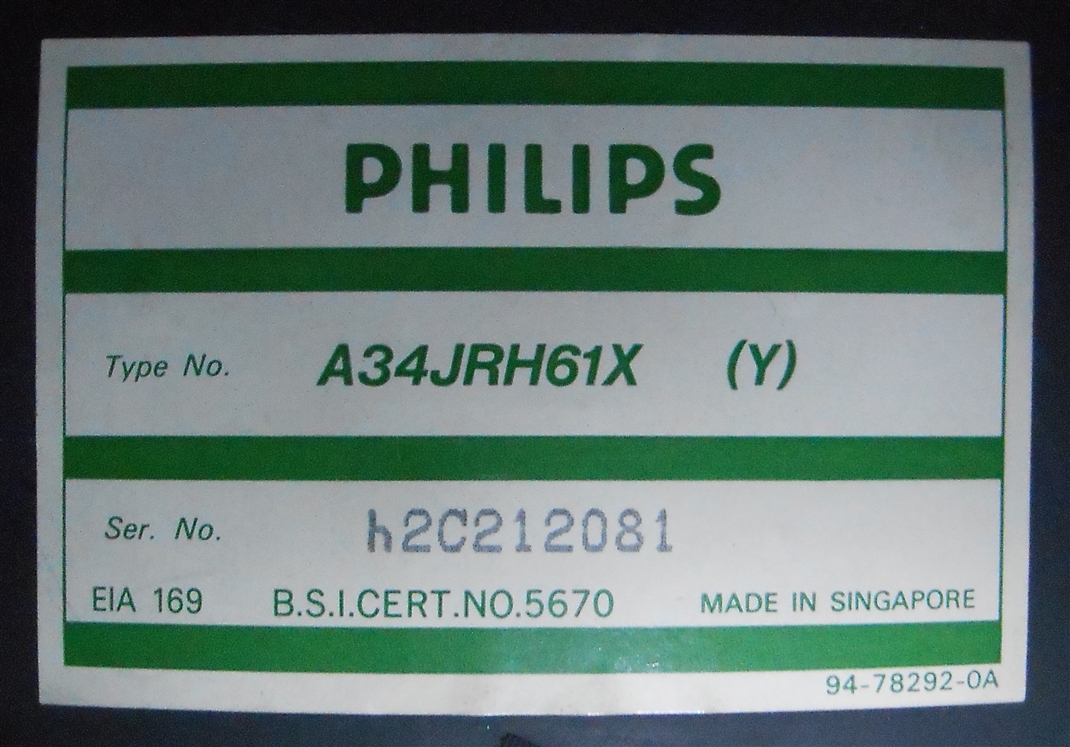 PHILIPS
Type No. A34JRH61X (Y)
Ser. No. h2C212081
EIA 169 B.S.I.CERT.NO.5670 MADE IN SINGAPORE
94-78292-0A